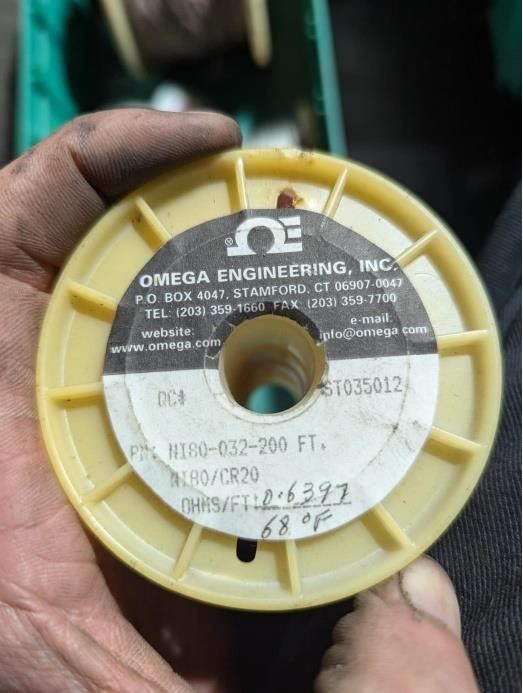 ® ΩE
OMEGA ENGINEERING, INC.
P.O. BOX 4047, STAMFORD, CT 06907-0047
TEL: (203) 359-1660 FAX (203) 359-7700
website: e-mail:
www.omega.com info@omega.com
QC# ST035012
PN: NI80-032-200 FT.
NI80/CR20
OHMS/FT: 0.6397
68 °F